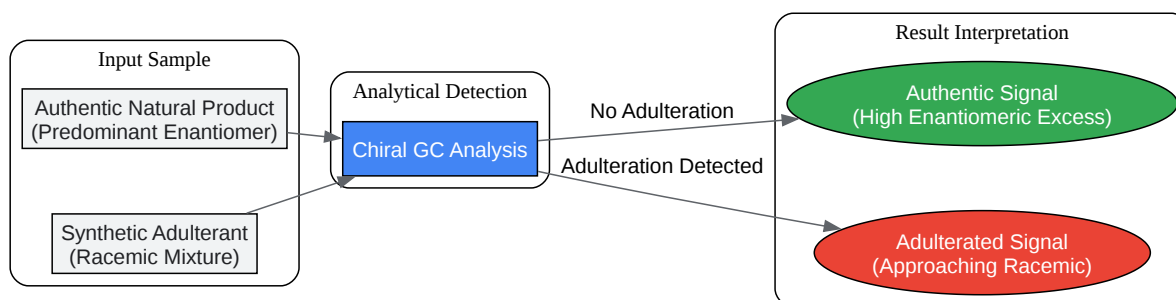 Input Sample
Authentic Natural Product
(Predominant Enantiomer)
Synthetic Adulterant
(Racemic Mixture)
Analytical Detection
Chiral GC Analysis
No Adulteration
Adulteration Detected
Result Interpretation
Authentic Signal
(High Enantiomeric Excess)
Adulterated Signal
(Approaching Racemic)